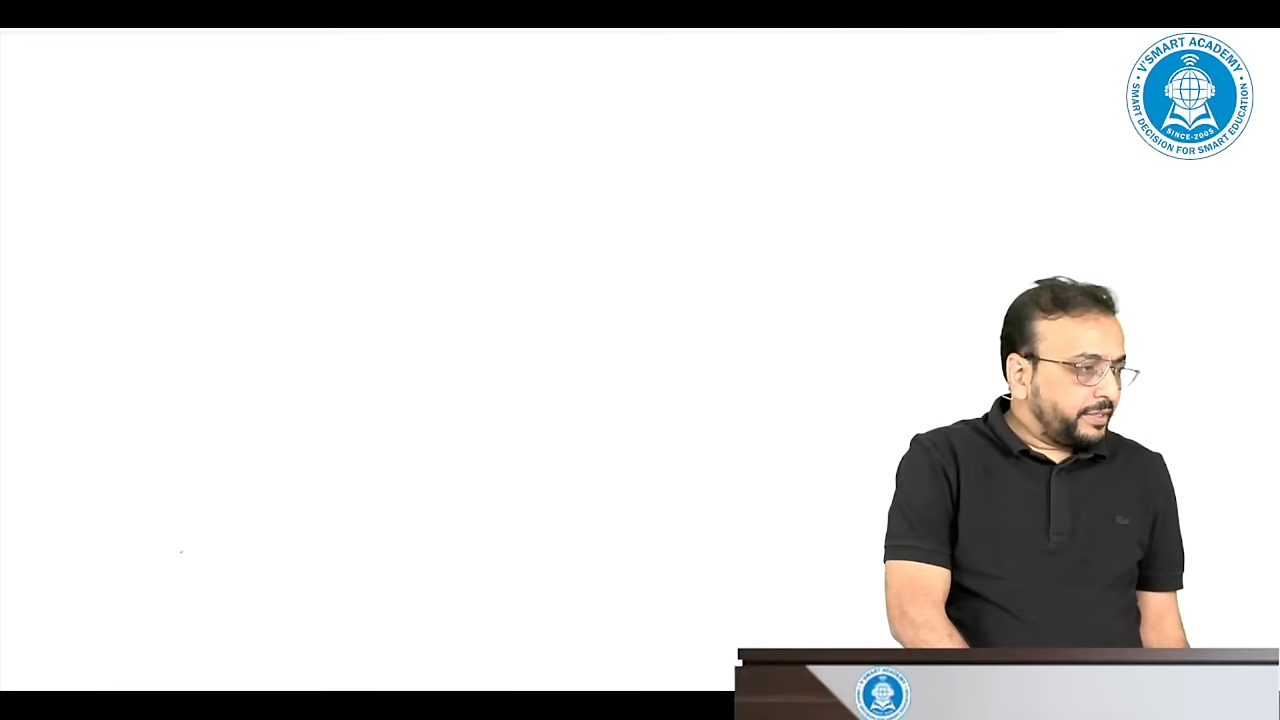 V'SMART ACADEMY
SMART DECISION FOR SMART EDUCATION
SINCE-2005